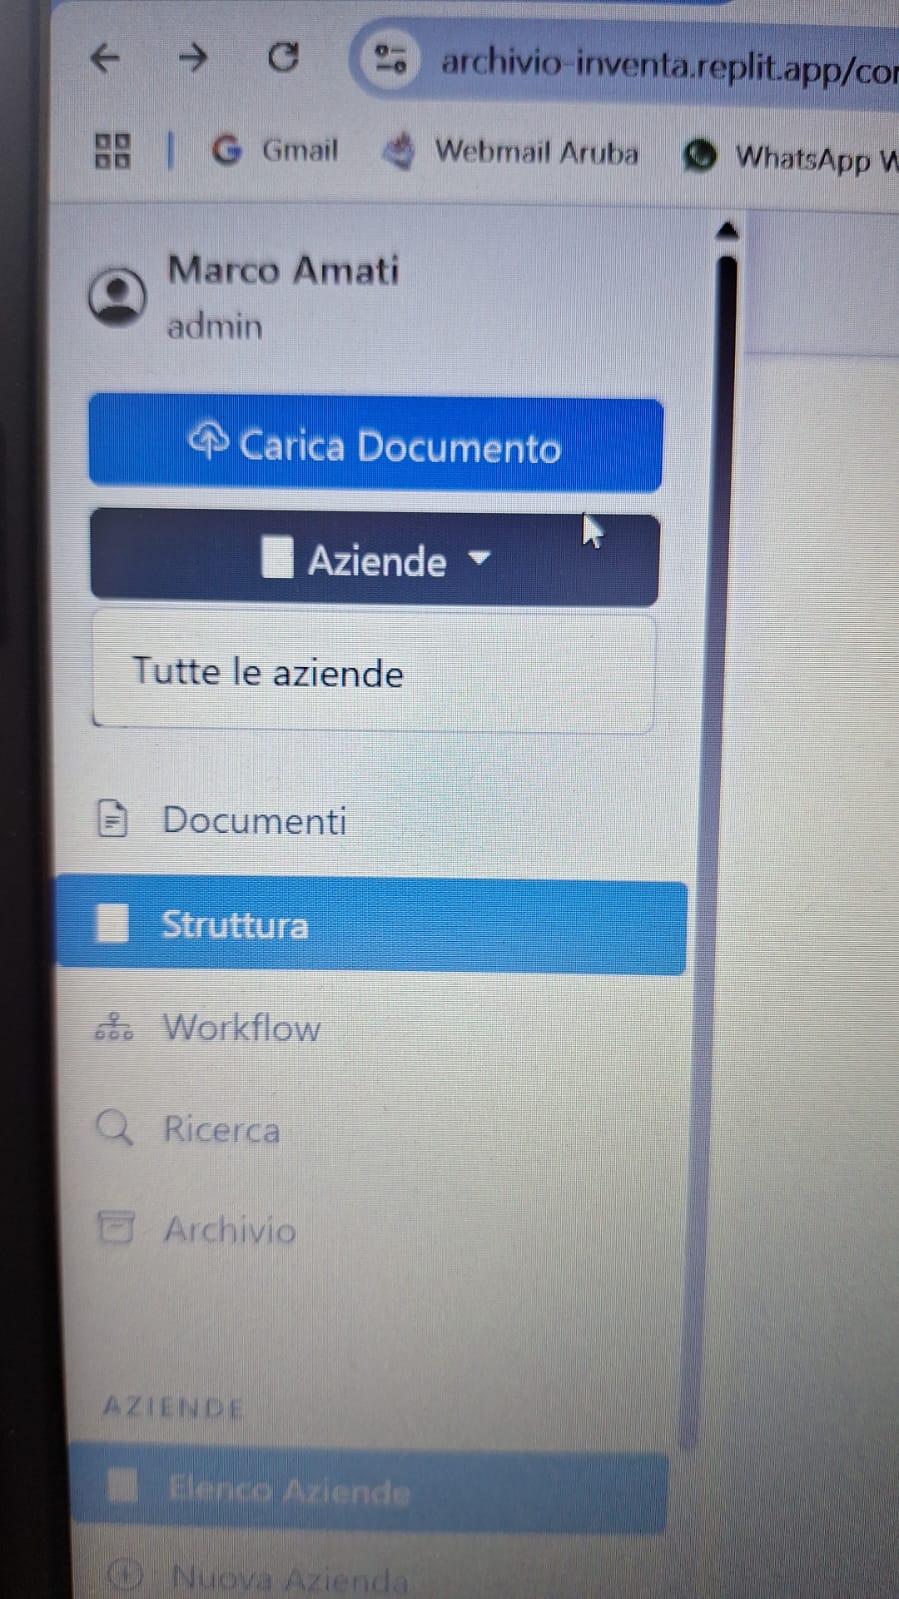 archivio-inventa.replit.app/co
Gmail Webmail Aruba WhatsApp W
Marco Amati
admin
Carica Documento
Aziende
Tutte le aziende
Documenti
Struttura
Workflow
Ricerca
Archivio
AZIENDE
Elenco Aziende
Nuova Azienda